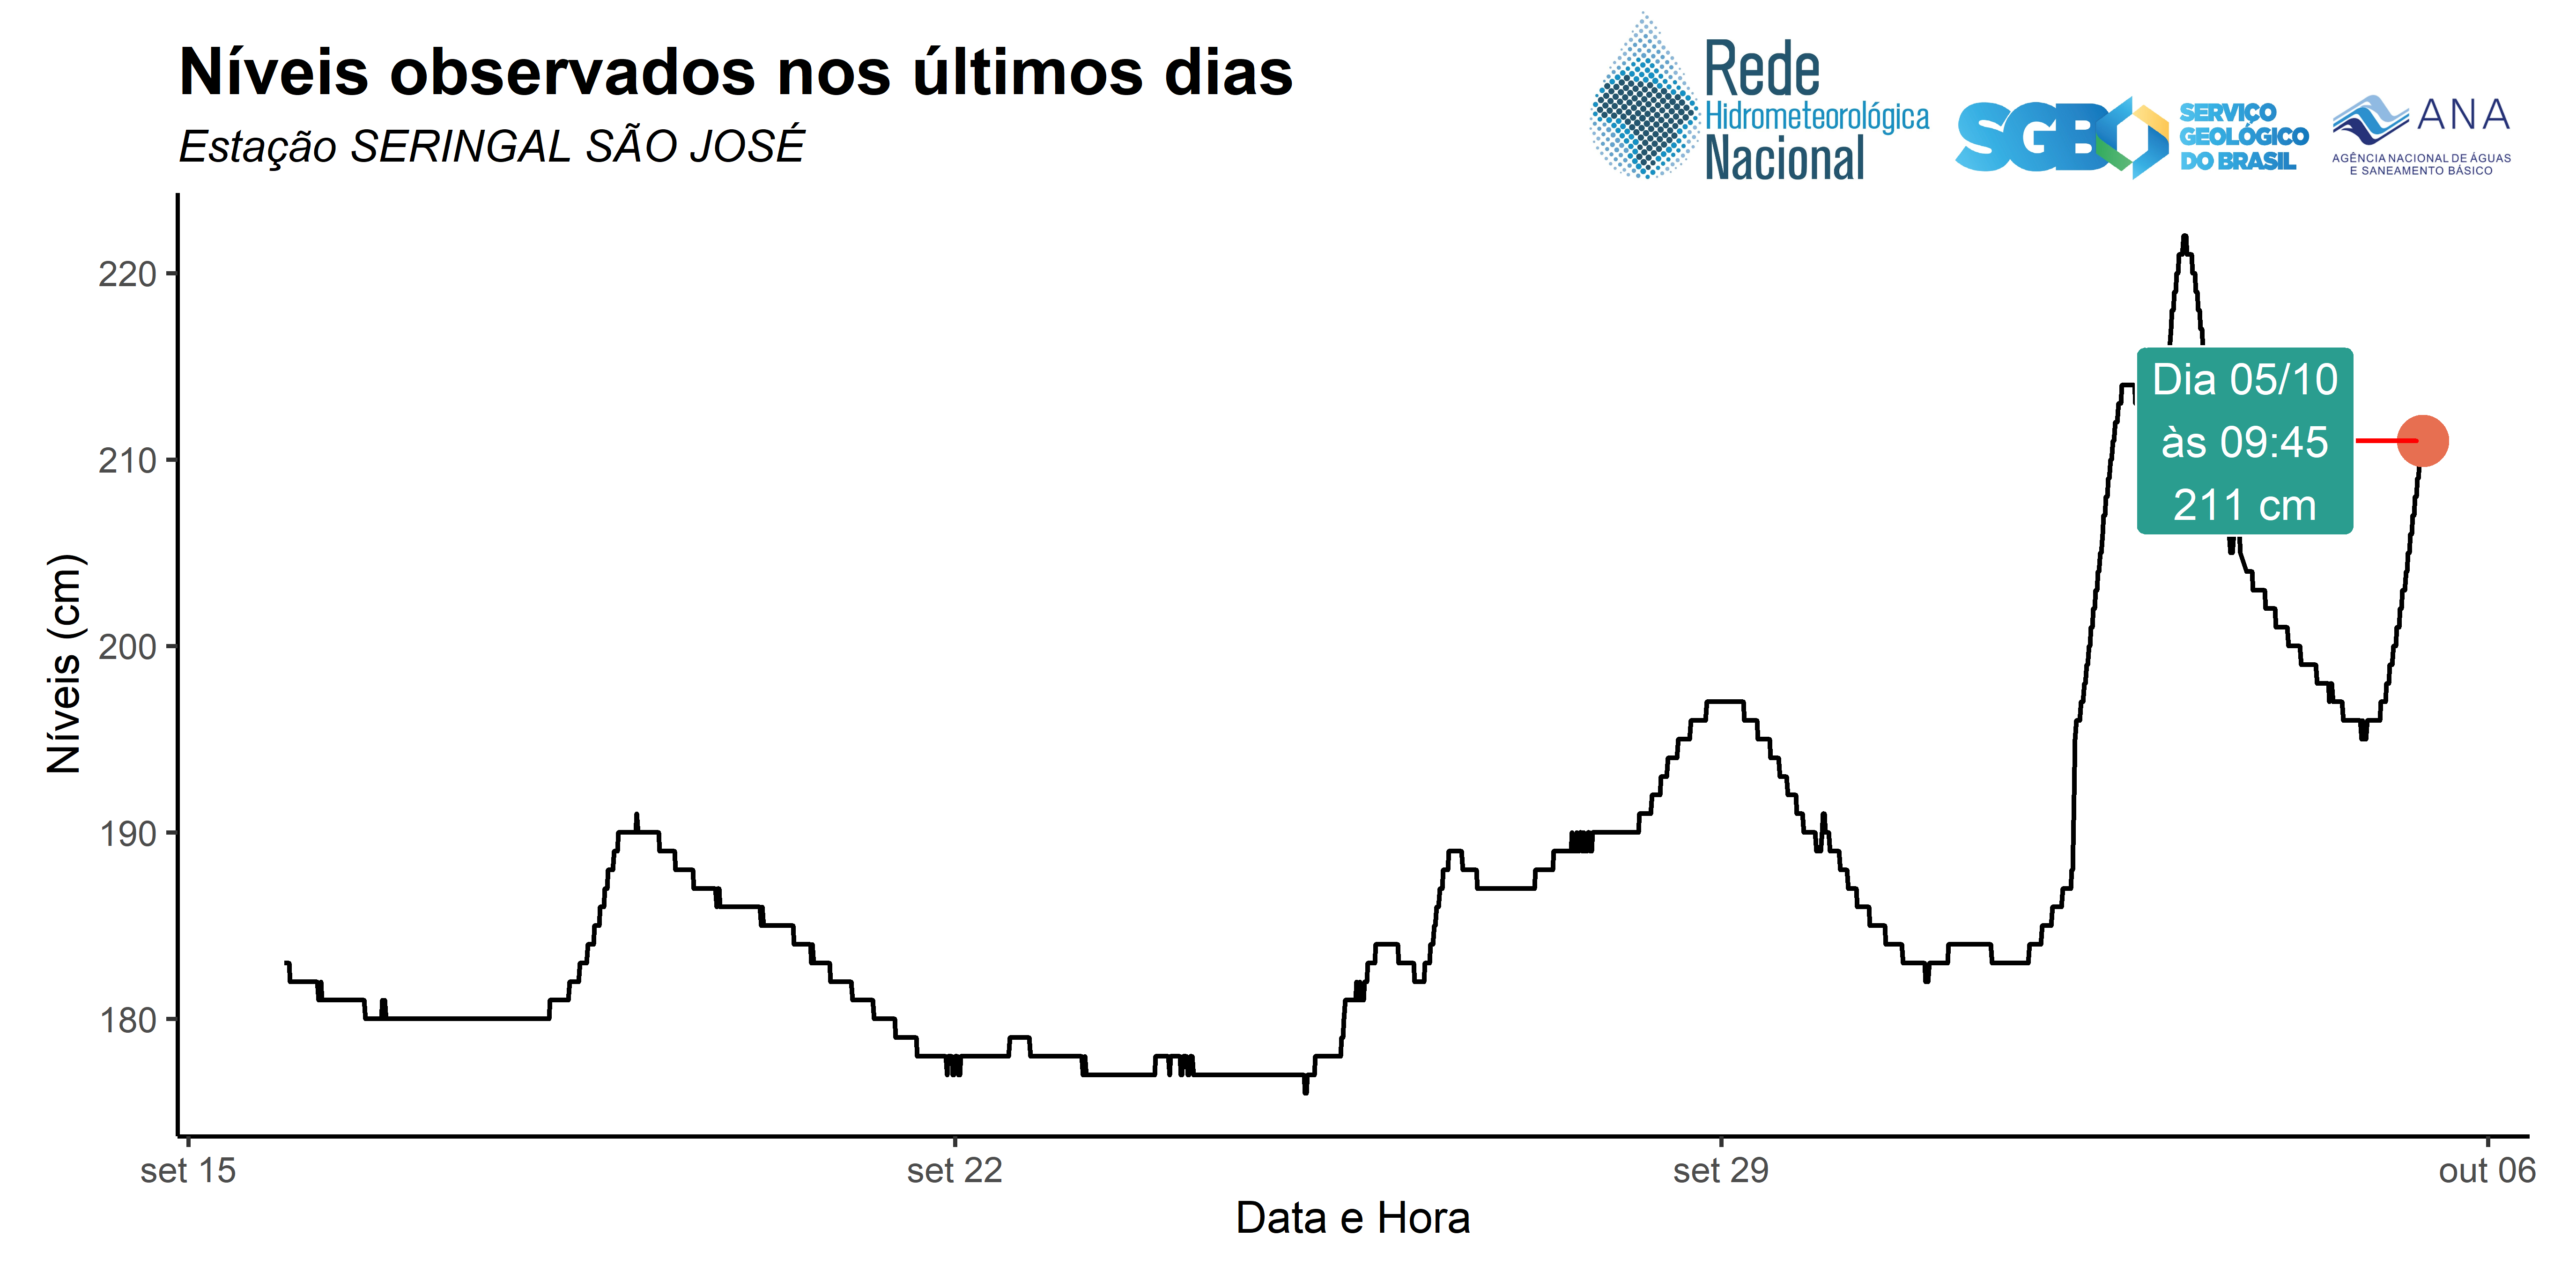 Níveis observados nos últimos dias
Estação SERINGAL SÃO JOSÉ
Rede
Hidrometeorológica
Nacional
SGB
SERVIÇO
GEOLÓGICO
DO BRASIL
ANA
AGÊNCIA NACIONAL DE ÁGUAS
E SANEAMENTO BÁSICO
Níveis (cm)
220
210
200
190
180
Dia 05/10
às 09:45
211 cm
set 15
set 22
set 29
out 06
Data e Hora